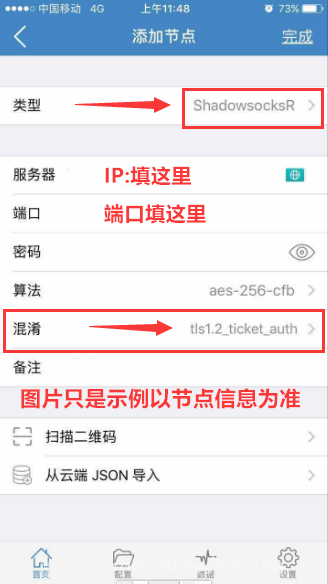 中国移动 4G 上午11:48 73%
添加节点 完成
类型 ShadowsocksR
服务器 IP:填这里
端口 端口填这里
密码
算法 aes-256-cfb
混淆 tls1.2_ticket_auth
备注
图片只是示例以节点信息为准
扫描二维码
从云端 JSON 导入
首页 配置 设置